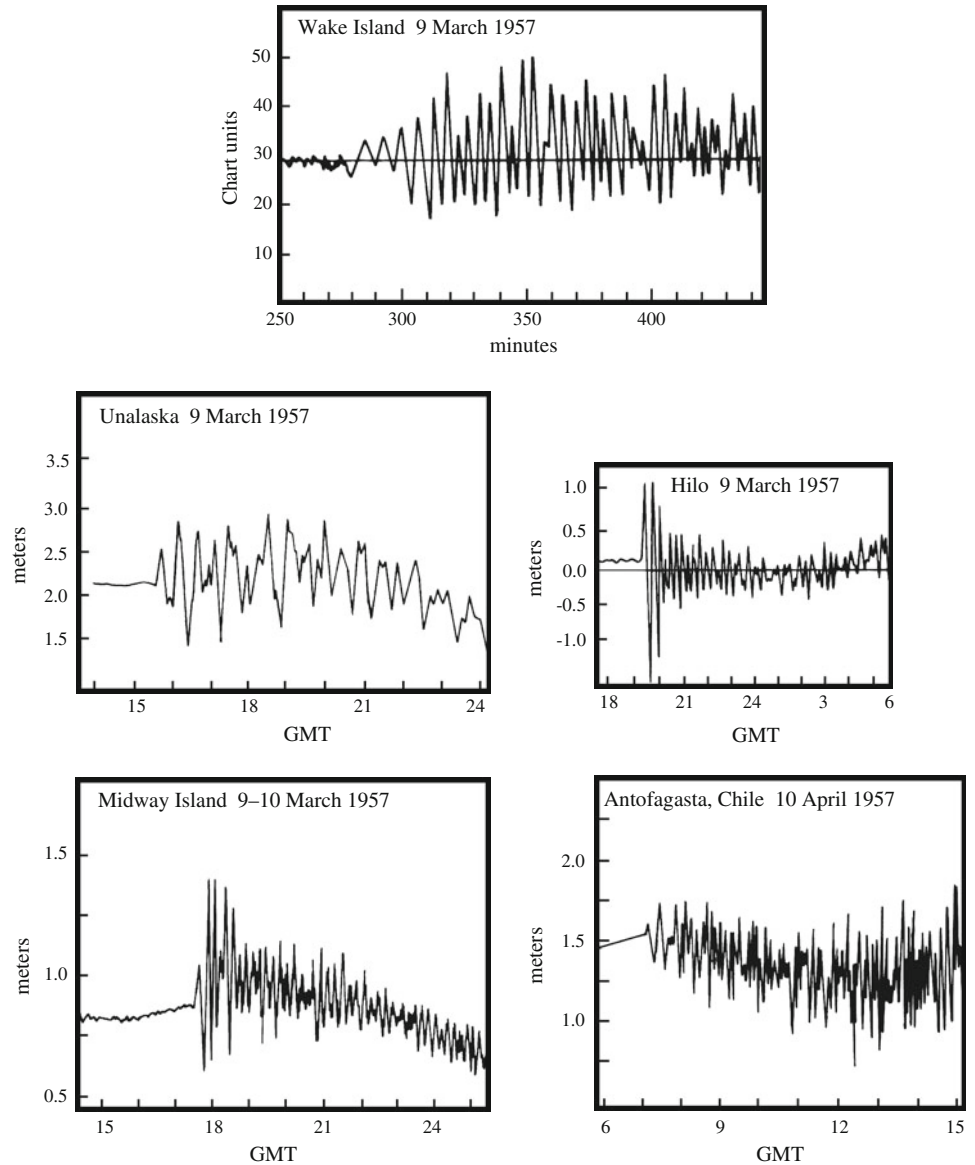 Wake Island 9 March 1957
50
40
30
20
10
Chart units
250
300
350
400
minutes
Unalaska 9 March 1957
3.5
3.0
2.5
2.0
1.5
meters
15
18
21
24
GMT
Hilo 9 March 1957
1.0
0.5
0.0
-0.5
-1.0
meters
18
21
24
3
6
GMT
Midway Island 9–10 March 1957
1.5
1.0
0.5
meters
15
18
21
24
GMT
Antofagasta, Chile 10 April 1957
2.0
1.5
1.0
meters
6
9
12
15
GMT